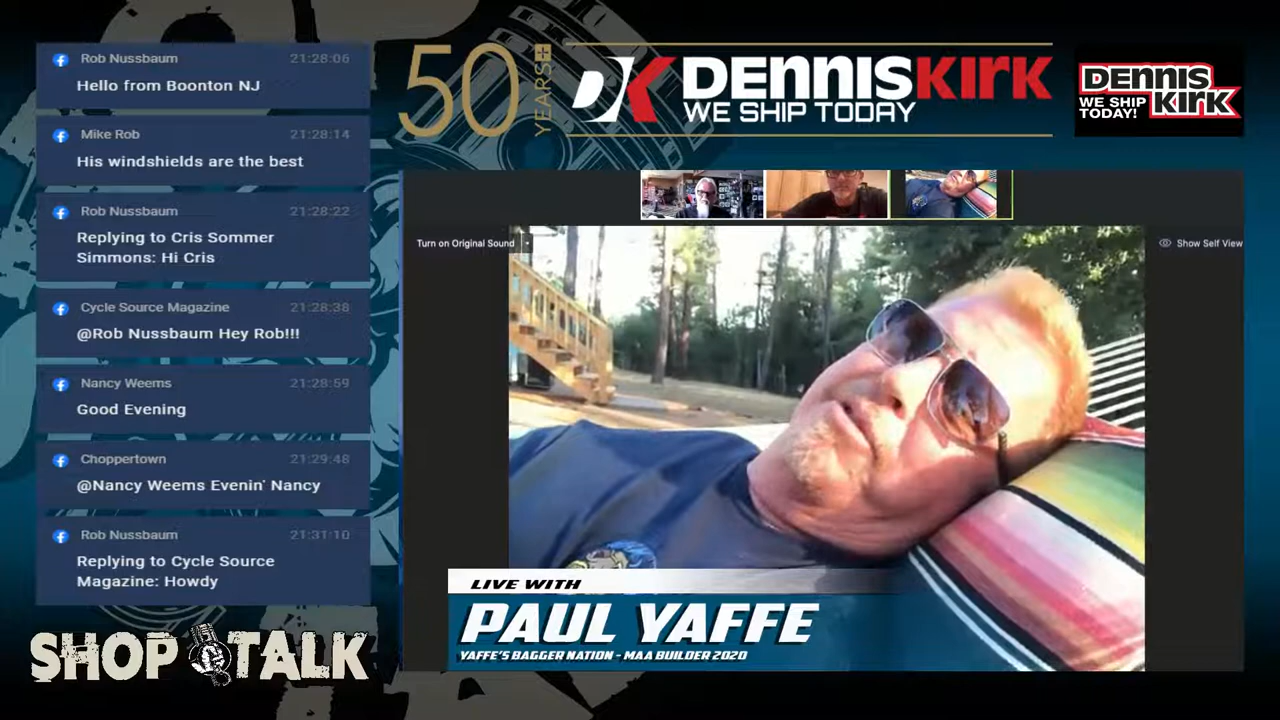 Rob Nussbaum 21:28:06
Hello from Boonton NJ
Mike Rob 21:28:14
His windshields are the best
Rob Nussbaum 21:28:22
Replying to Cris Sommer
Simmons: Hi Cris
Cycle Source Magazine 21:28:38
@Rob Nussbaum Hey Rob!!!
Nancy Weems 21:28:59
Good Evening
Choppertown 21:29:48
@Nancy Weems Evenin' Nancy
Rob Nussbaum 21:31:10
Replying to Cycle Source
Magazine: Howdy
SHOP TALK
50 YEARS+
DK DENNIS KIRK
WE SHIP TODAY
DENNIS
KIRK
WE SHIP
TODAY!
Turn on Original Sound
Show Self View
LIVE WITH
PAUL YAFFE
YAFFE'S BAGGER NATION - MAA BUILDER 2020